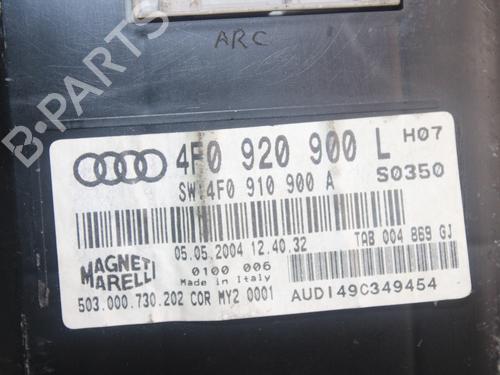 ARC
B-PARTS
4F0 920 900 L H07
SW:4F0 910 900 A S0350
05.05.2004 12.40.32 TAB 004 869 GJ
MAGNETI MARELLI
0100 006
Made in Italy
503.000.730.202 COR MY2 0001
AUDI49C349454